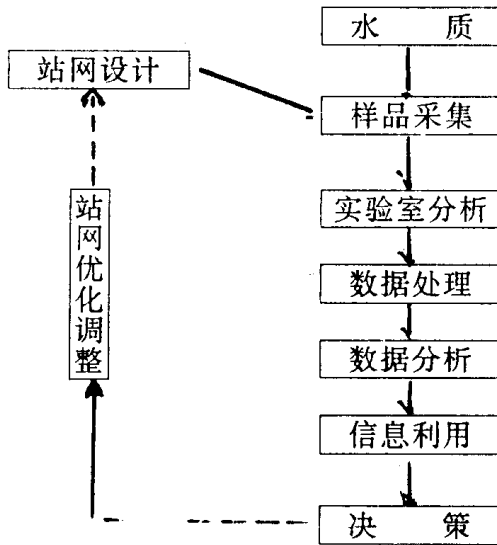 水 质
站网设计
样品采集
实验室分析
站网优化调整
数据处理
数据分析
信息利用
决 策